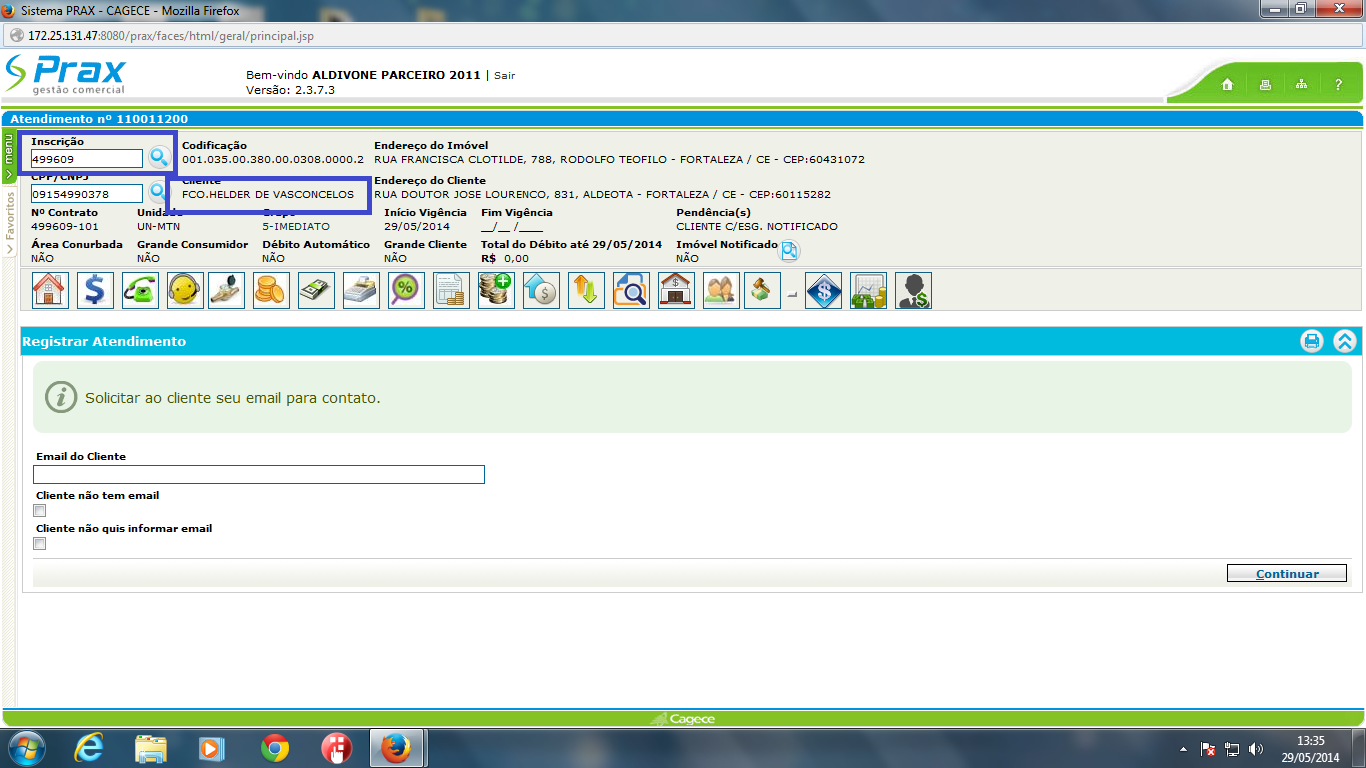 Sistema PRAX - CAGECE - Mozilla Firefox
172.25.131.47:8080/prax/faces/html/geral/principal.jsp
Prax
gestão comercial
Bem-vindo ALDIVONE PARCEIRO 2011 | Sair
Versão: 2.3.7.3
?
Atendimento nº 110011200
menu
Favoritos
Inscrição Codificação Endereço do Imóvel
499609 001.035.00.380.00.0308.0000.2 RUA FRANCISCA CLOTILDE, 788, RODOLFO TEOFILO - FORTALEZA / CE - CEP:60431072
CPF/CNPJ Cliente Endereço do Cliente
09154990378 FCO.HELDER DE VASCONCELOS RUA DOUTOR JOSE LOURENCO, 831, ALDEOTA - FORTALEZA / CE - CEP:60115282
Nº Contrato Unidade Grupo Início Vigência Fim Vigência Pendência(s)
499609-101 UN-MTN 5-IMEDIATO 29/05/2014 __/__ /____ CLIENTE C/ESG. NOTIFICADO
Área Conurbada Grande Consumidor Débito Automático Grande Cliente Total do Débito até 29/05/2014 Imóvel Notificado
NÃO NÃO NÃO NÃO R$ 0,00 NÃO
Registrar Atendimento
Solicitar ao cliente seu email para contato.
Email do Cliente
Cliente não tem email
Cliente não quis informar email
Continuar
Cagece
13:35
29/05/2014